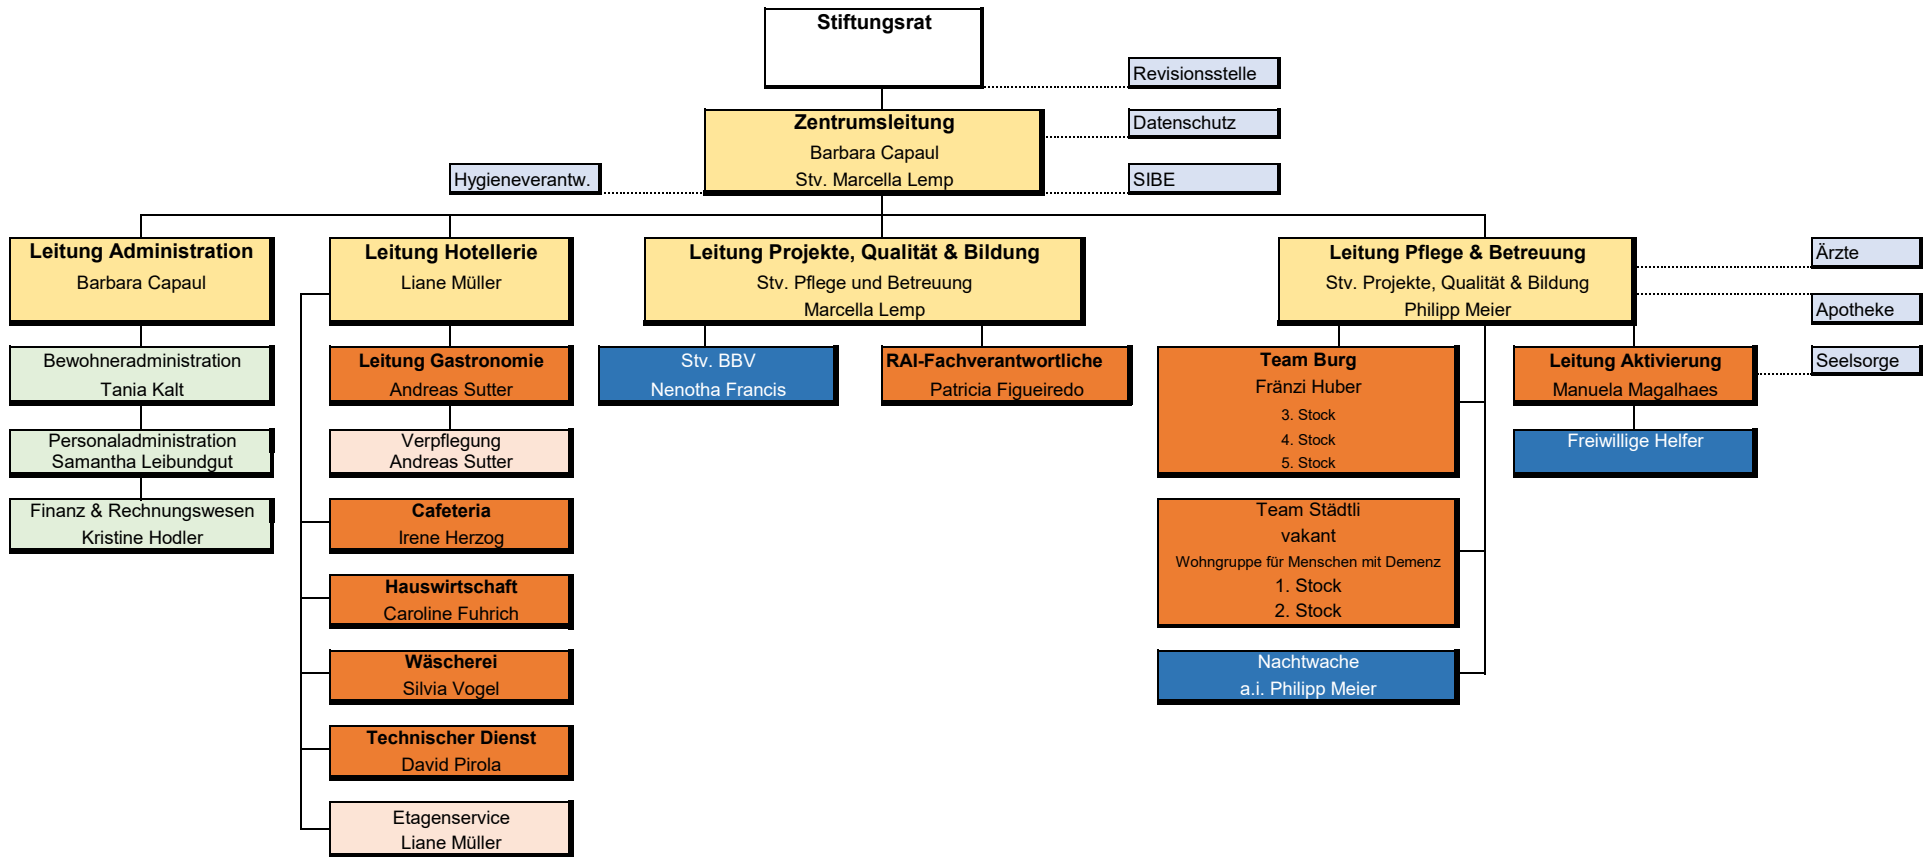 Stiftungsrat
Revisionsstelle
Zentrumsleitung
Barbara Capaul
Stv. Marcella Lemp
Datenschutz
Hygieneverantw.
SIBE
Leitung Administration
Barbara Capaul
Leitung Hotellerie
Liane Müller
Leitung Projekte, Qualität & Bildung
Stv. Pflege und Betreuung
Marcella Lemp
Leitung Pflege & Betreuung
Stv. Projekte, Qualität & Bildung
Philipp Meier
Ärzte
Apotheke
Seelsorge
Bewohneradministration
Tania Kalt
Personaladministration
Samantha Leibundgut
Finanz & Rechnungswesen
Kristine Hodler
Leitung Gastronomie
Andreas Sutter
Verpflegung
Andreas Sutter
Cafeteria
Irene Herzog
Hauswirtschaft
Caroline Fuhrich
Wäscherei
Silvia Vogel
Technischer Dienst
David Pirola
Etagenservice
Liane Müller
Stv. BBV
Nenotha Francis
RAI-Fachverantwortliche
Patricia Figueiredo
Team Burg
Fränzi Huber
3. Stock
4. Stock
5. Stock
Team Städtli
vakant
Wohngruppe für Menschen mit Demenz
1. Stock
2. Stock
Nachtwache
a.i. Philipp Meier
Leitung Aktivierung
Manuela Magalhaes
Freiwillige Helfer